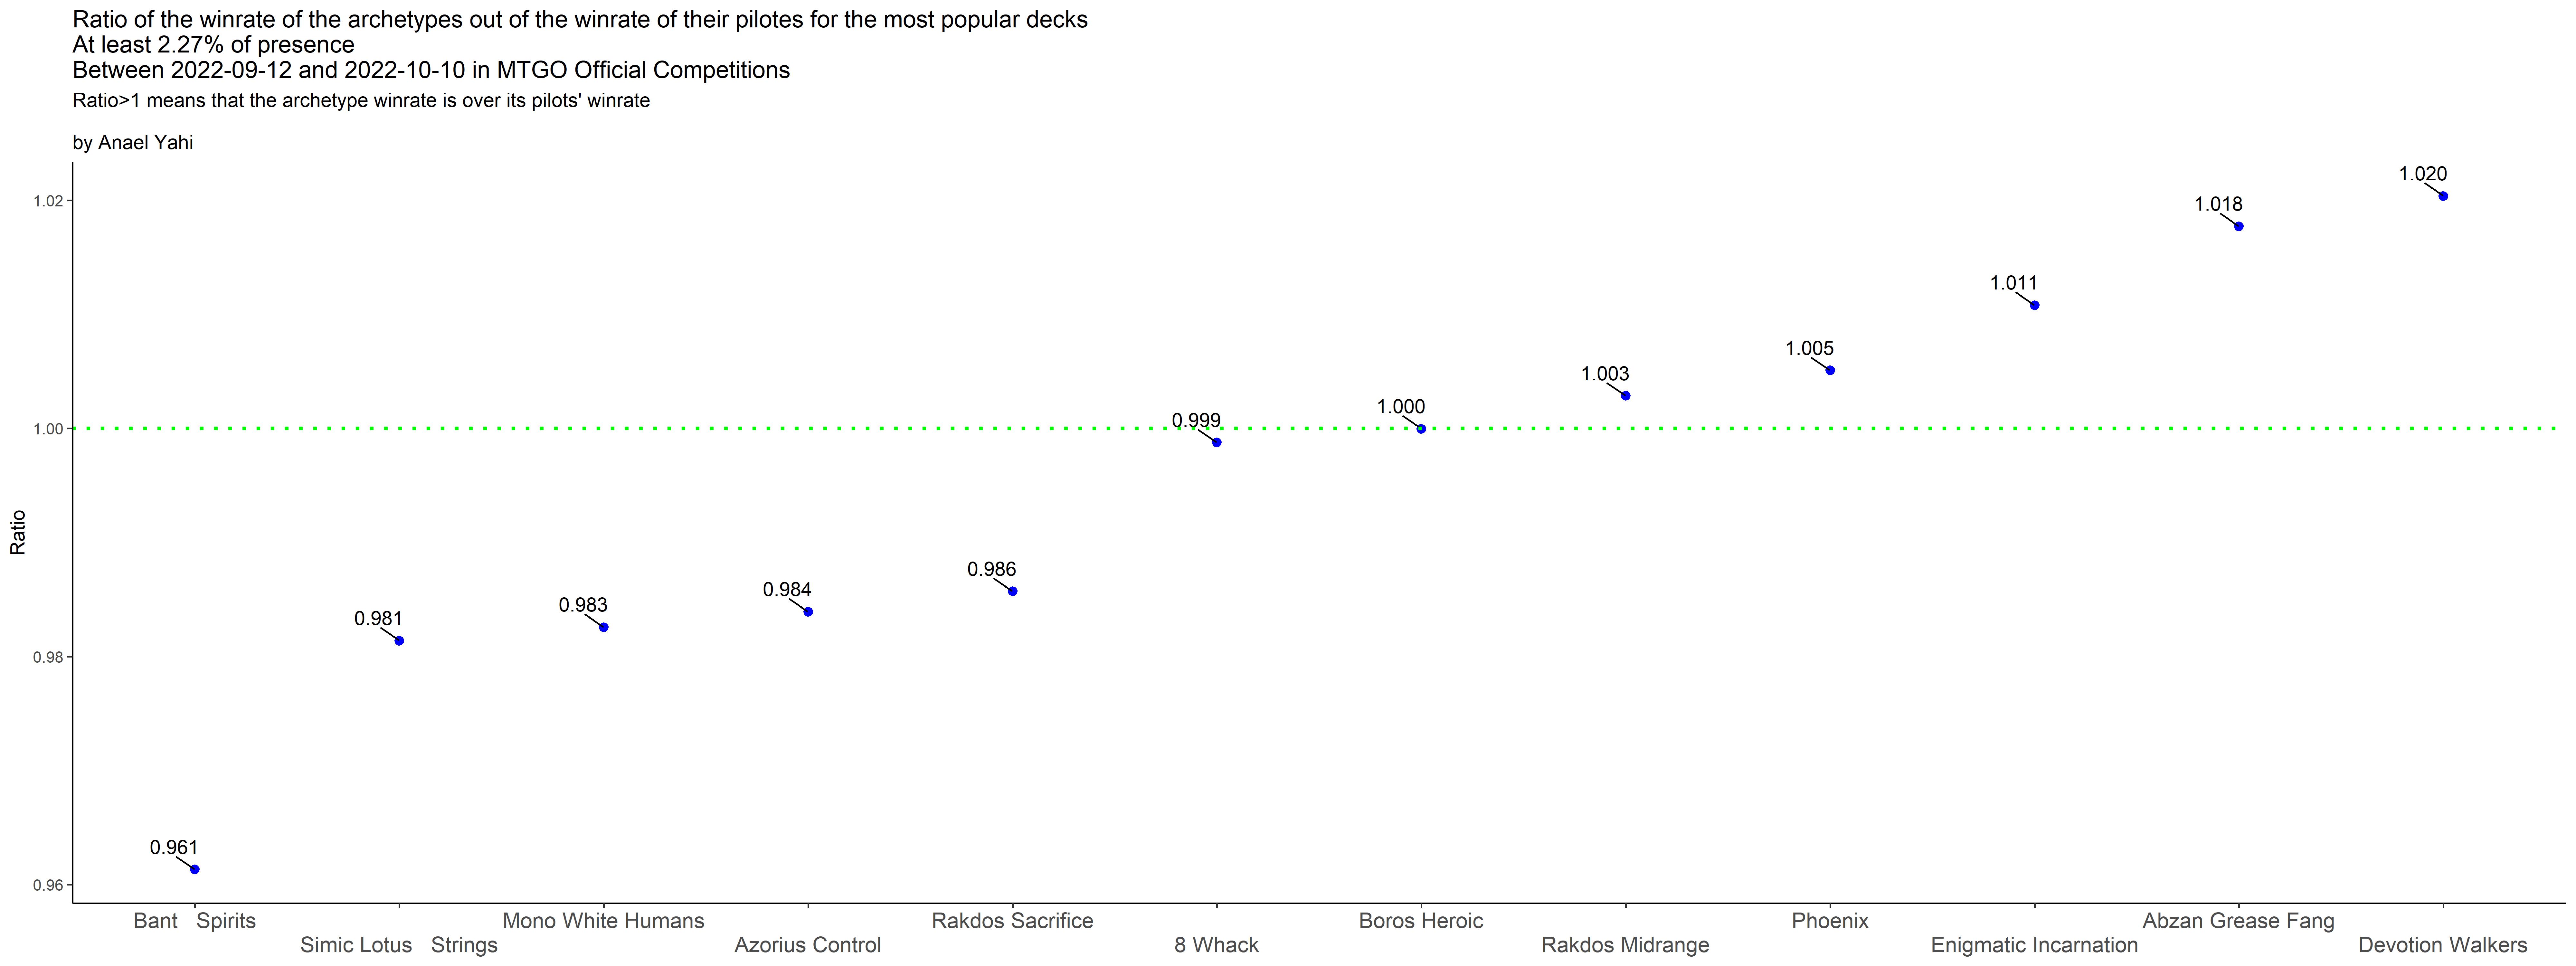 Ratio of the winrate of the archetypes out of the winrate of their pilotes for the most popular decks
At least 2.27% of presence
Between 2022-09-12 and 2022-10-10 in MTGO Official Competitions
Ratio>1 means that the archetype winrate is over its pilots' winrate
by Anael Yahi
1.02
1.00
0.98
0.96
Ratio
0.961
0.981
0.983
0.984
0.986
0.999
1.000
1.003
1.005
1.011
1.018
1.020
Bant Spirits
Simic Lotus Strings
Mono White Humans
Azorius Control
Rakdos Sacrifice
8 Whack
Boros Heroic
Rakdos Midrange
Phoenix
Enigmatic Incarnation
Abzan Grease Fang
Devotion Walkers